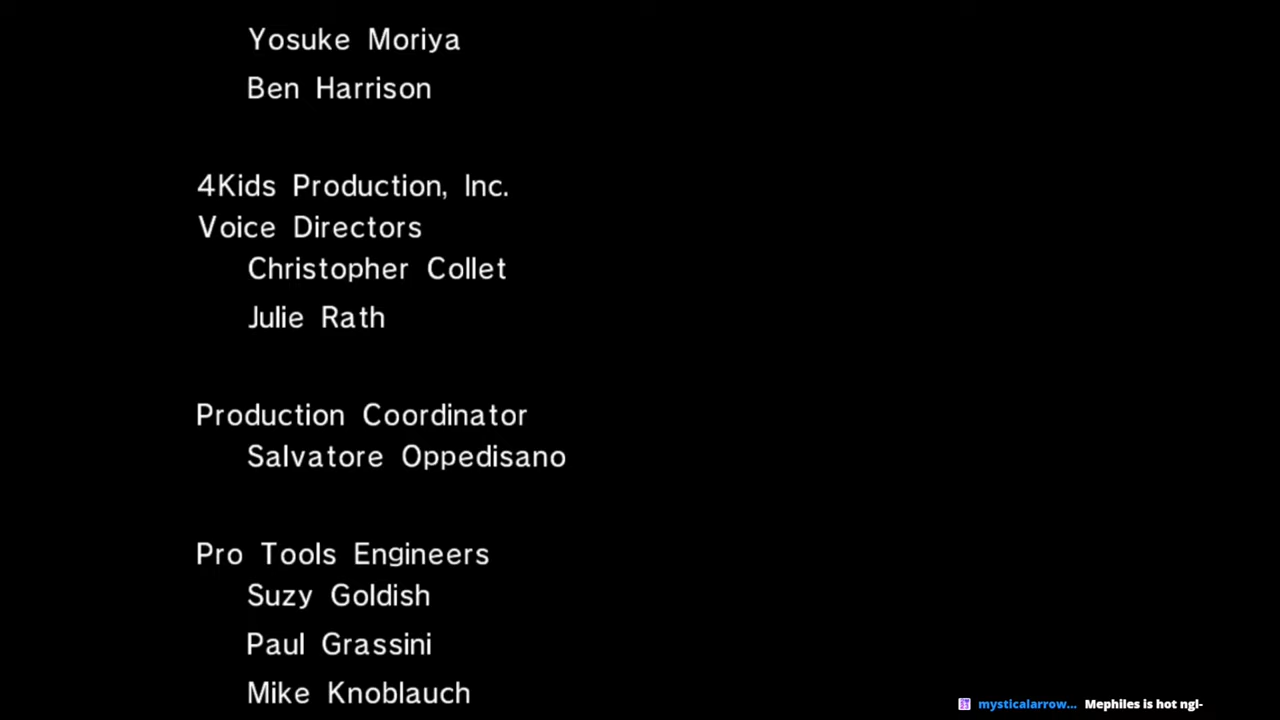 Yosuke Moriya
Ben Harrison
4Kids Production, Inc.
Voice Directors
Christopher Collet
Julie Rath
Production Coordinator
Salvatore Oppedisano
Pro Tools Engineers
Suzy Goldish
Paul Grassini
Mike Knoblauch
mysticalarrow... Mephiles is hot ngl-